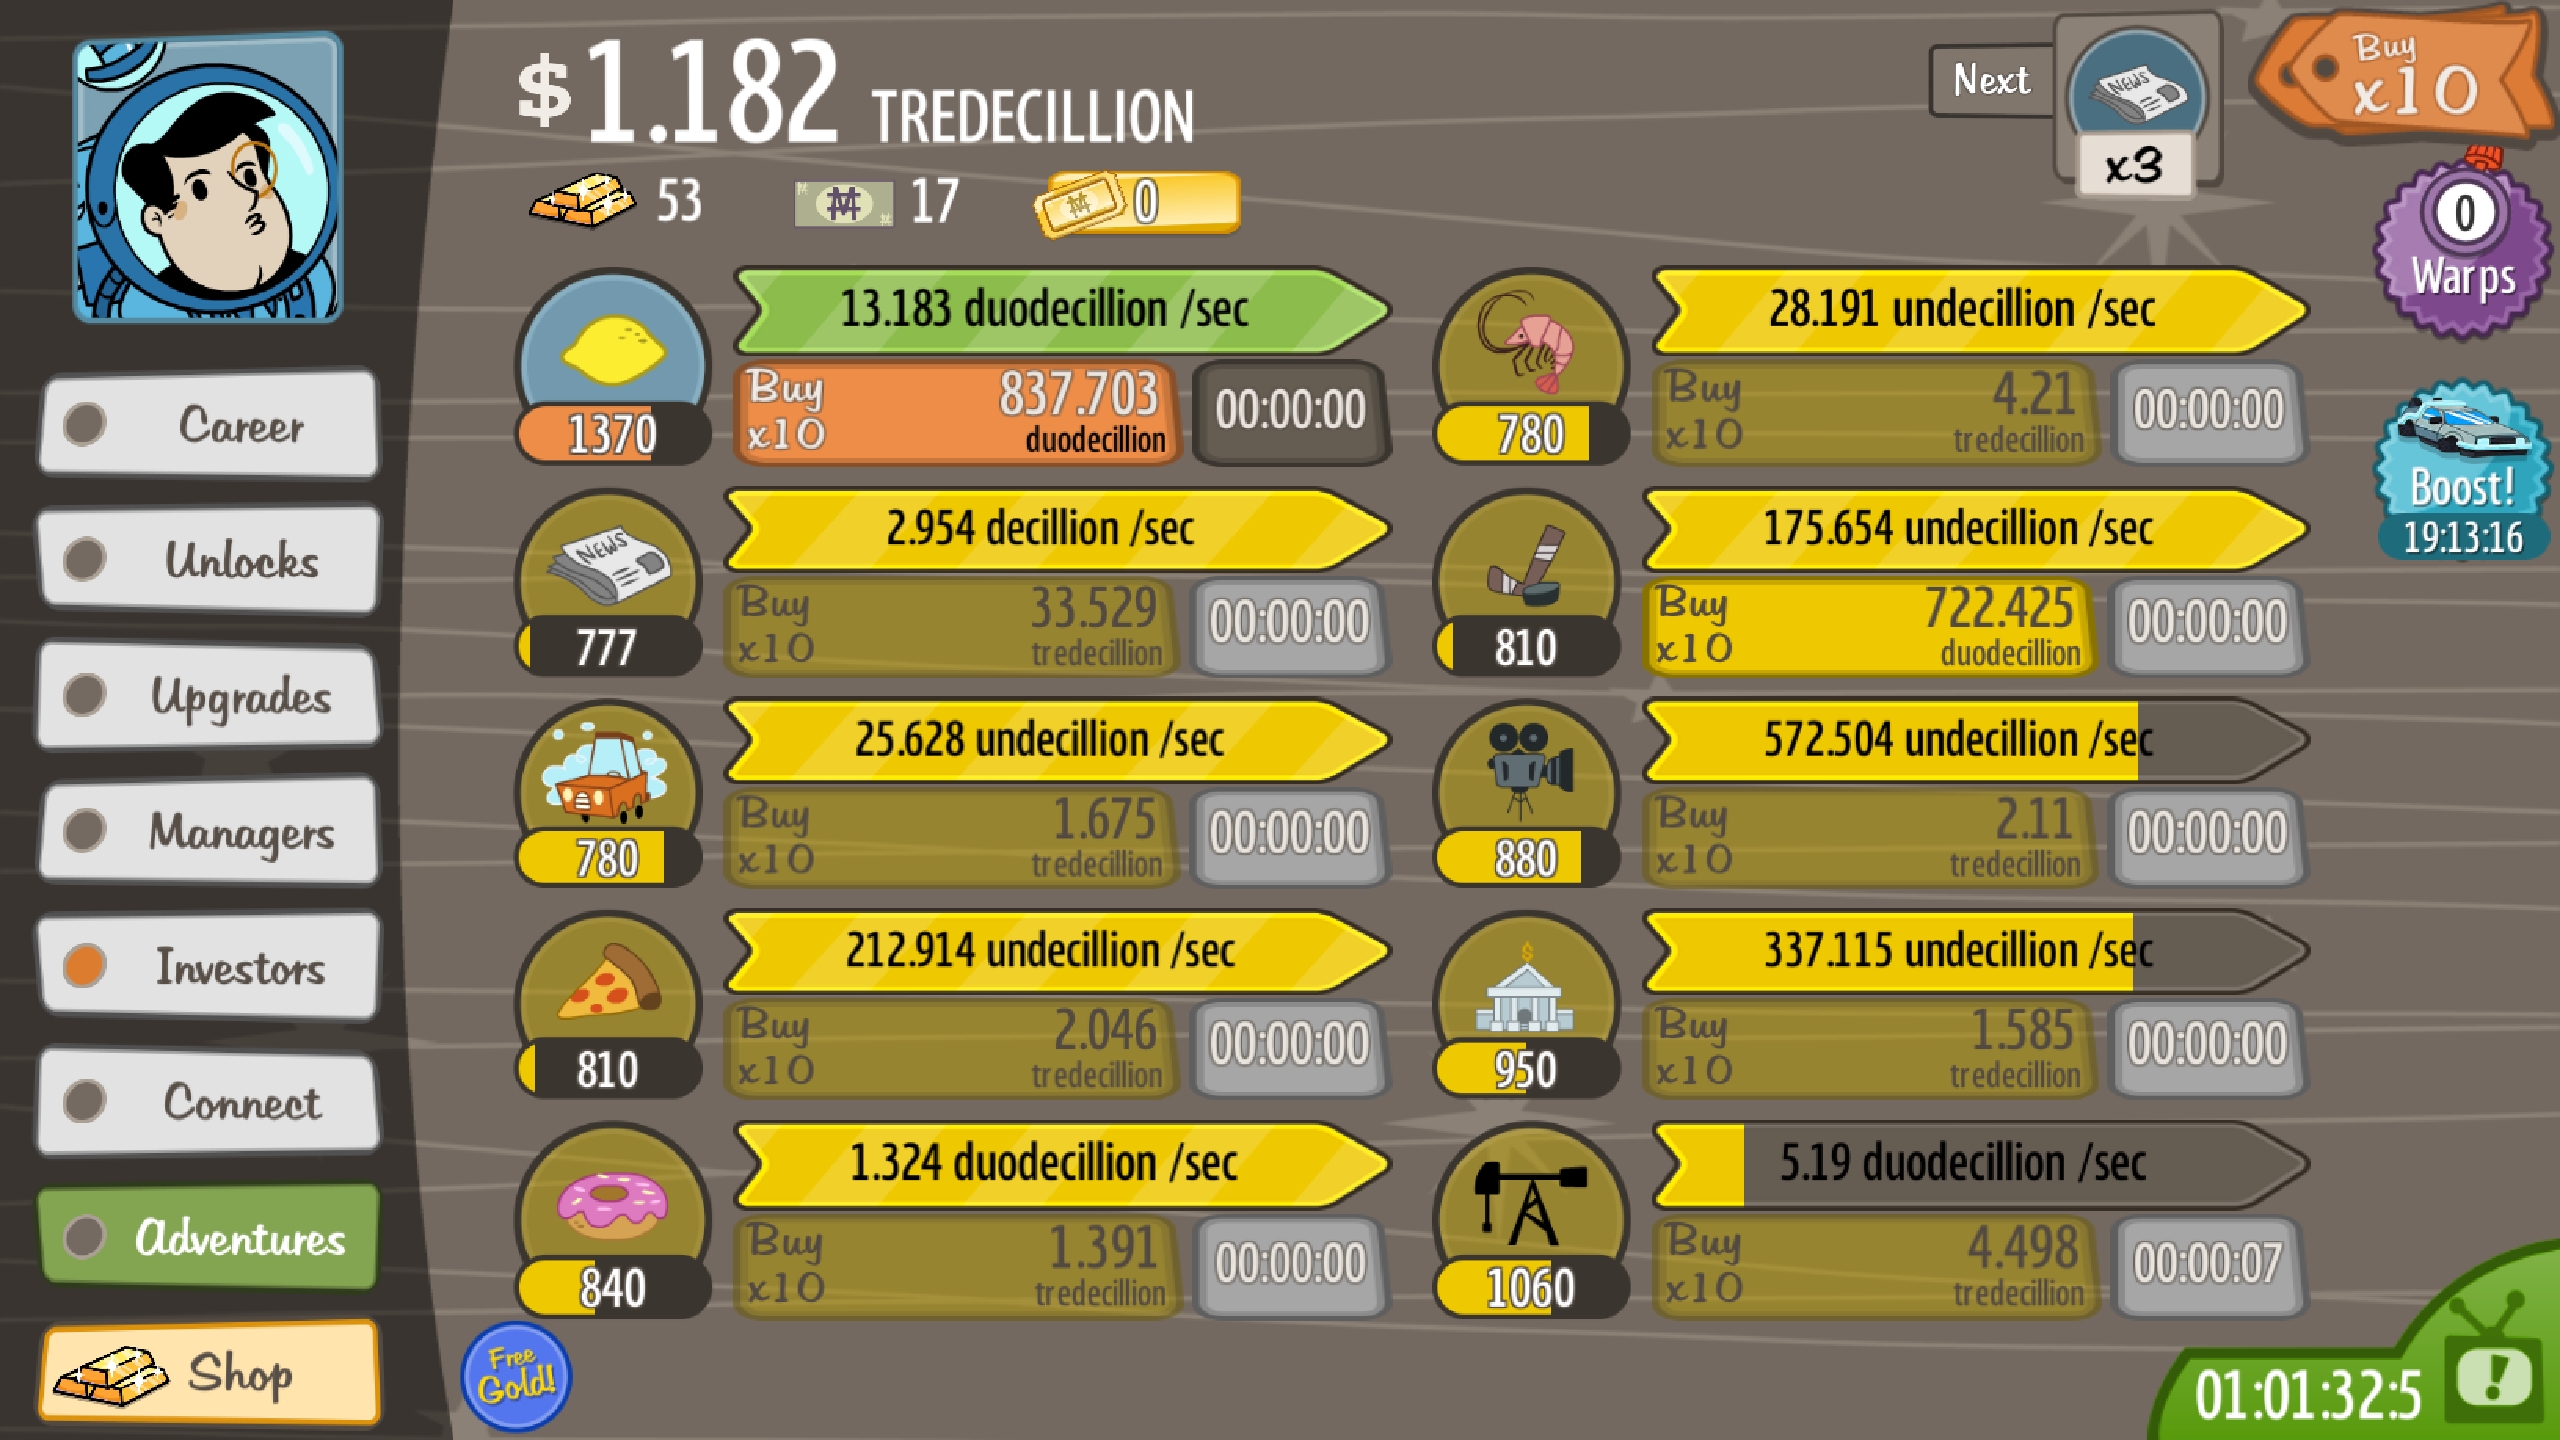 $1.182 TREDECILLION
53
17
0
Next
x3
Buy
x10
0
Warps
Boost!
19:13:16
Career
Unlocks
Upgrades
Managers
Investors
Connect
Adventures
Shop
13.183 duodecillion /sec
1370
Buy
x10
837.703
duodecillion
00:00:00
28.191 undecillion /sec
780
Buy
x10
4.21
tredecillion
00:00:00
NEWS
2.954 decillion /sec
777
Buy
x10
33.529
tredecillion
00:00:00
175.654 undecillion /sec
810
Buy
x10
722.425
duodecillion
00:00:00
25.628 undecillion /sec
780
Buy
x10
1.675
tredecillion
00:00:00
572.504 undecillion /sec
880
Buy
x10
2.11
tredecillion
00:00:00
212.914 undecillion /sec
810
Buy
x10
2.046
tredecillion
00:00:00
337.115 undecillion /sec
950
Buy
x10
1.585
tredecillion
00:00:00
1.324 duodecillion /sec
840
Buy
x10
1.391
tredecillion
00:00:00
5.19 duodecillion /sec
1060
Buy
x10
4.498
tredecillion
00:00:07
Free
Gold!
01:01:32:5